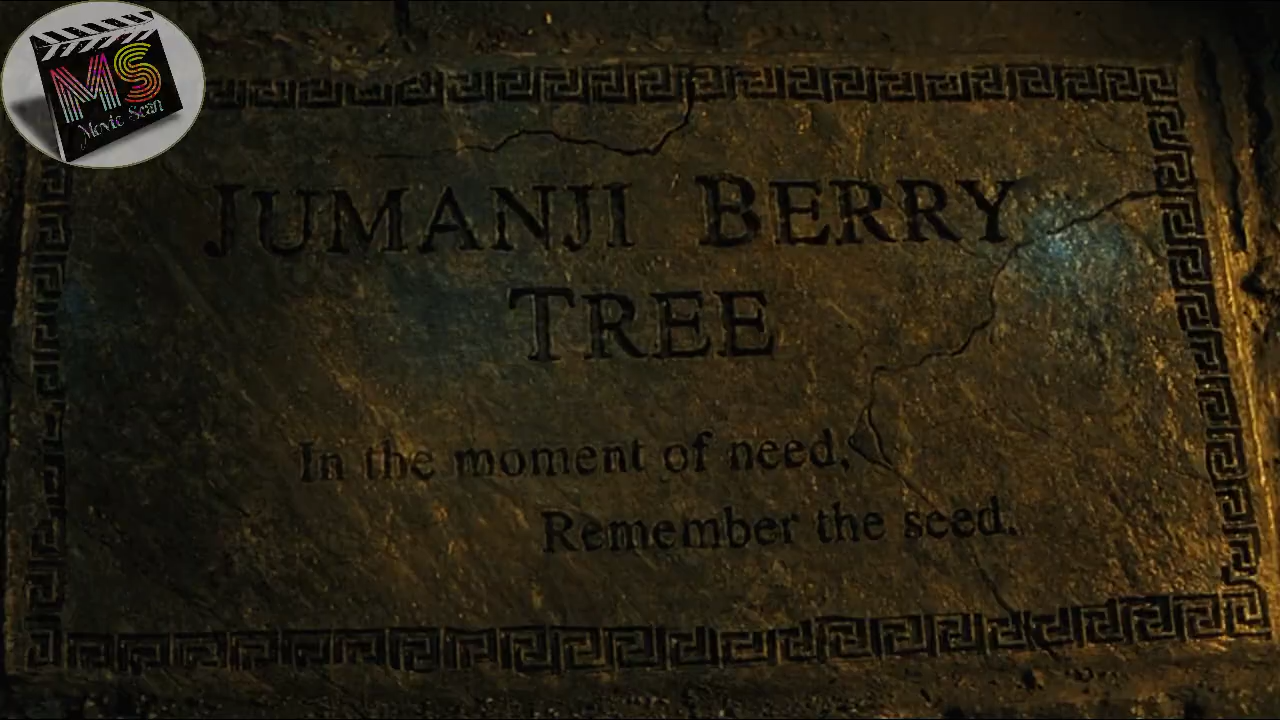 MS
Movie Scan
JUMANJI BERRY
TREE
In the moment of need,
Remember the seed.